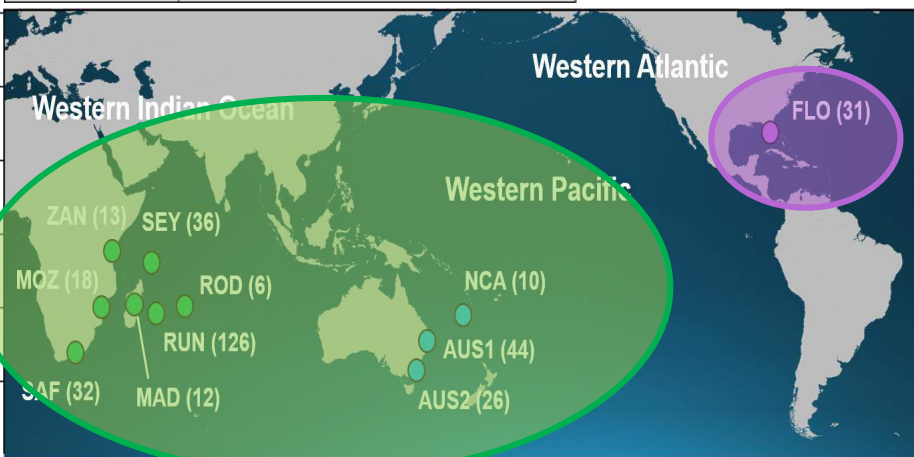 Western Atlantic
FLO (31)
Western Indian Ocean
Western Pacific
ZAN (13)
SEY (36)
MOZ (18)
ROD (6)
NCA (10)
RUN (126)
AUS1 (44)
SAF (32)
MAD (12)
AUS2 (26)